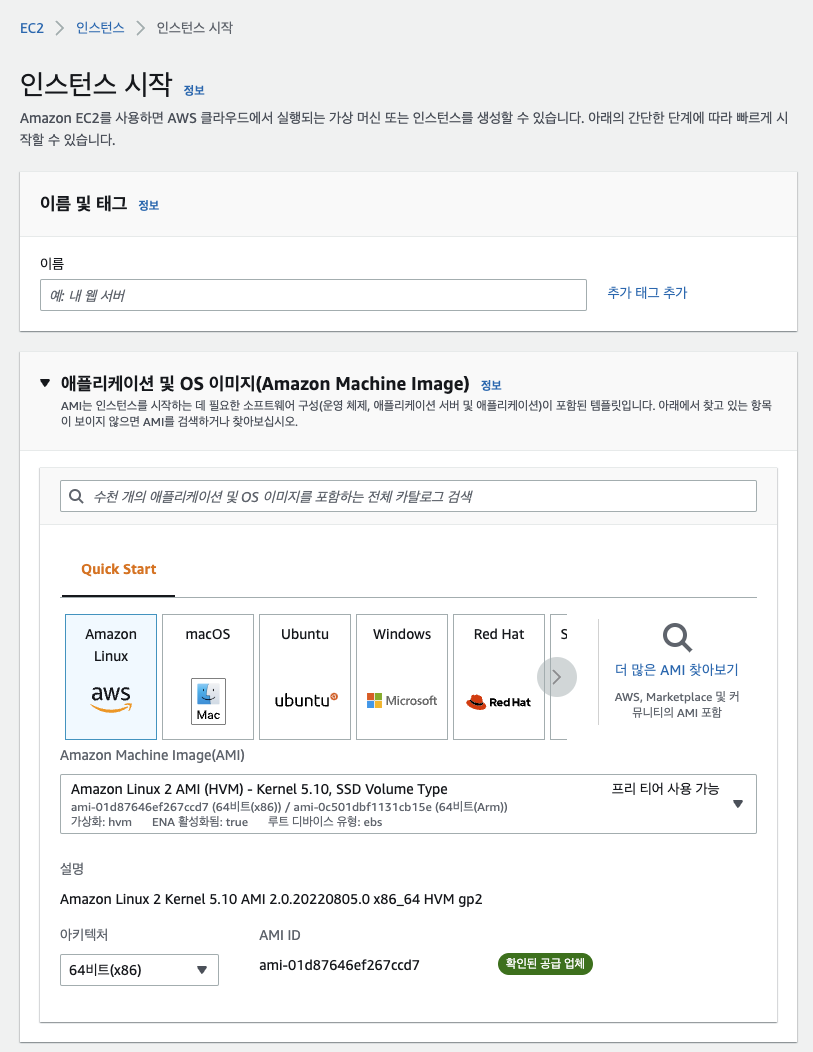 EC2 > 인스턴스 > 인스턴스 시작
인스턴스 시작 정보
Amazon EC2를 사용하면 AWS 클라우드에서 실행되는 가상 머신 또는 인스턴스를 생성할 수 있습니다. 아래의 간단한 단계에 따라 빠르게 시
작할 수 있습니다.
이름 및 태그 정보
이름
예: 내 웹 서버
추가 태그 추가
애플리케이션 및 OS 이미지(Amazon Machine Image) 정보
AMI는 인스턴스를 시작하는 데 필요한 소프트웨어 구성(운영 체제, 애플리케이션 서버 및 애플리케이션)이 포함된 템플릿입니다. 아래에서 찾고 있는 항목
이 보이지 않으면 AMI를 검색하거나 찾아보십시오.
수천 개의 애플리케이션 및 OS 이미지를 포함하는 전체 카탈로그 검색
Quick Start
Amazon
Linux
aws
macOS
Mac
Ubuntu
ubuntu
Windows
Microsoft
Red Hat
Red Hat
S
더 많은 AMI 찾아보기
AWS, Marketplace 및 커
뮤니티의 AMI 포함
Amazon Machine Image(AMI)
Amazon Linux 2 AMI (HVM) - Kernel 5.10, SSD Volume Type
프리 티어 사용 가능
ami-01d87646ef267ccd7 (64비트(x86)) / ami-0c501dbf1131cb15e (64비트(Arm))
가상화: hvm ENA 활성화됨: true 루트 디바이스 유형: ebs
설명
Amazon Linux 2 Kernel 5.10 AMI 2.0.20220805.0 x86_64 HVM gp2
아키텍처
64비트(x86)
AMI ID
ami-01d87646ef267ccd7
확인된 공급 업체